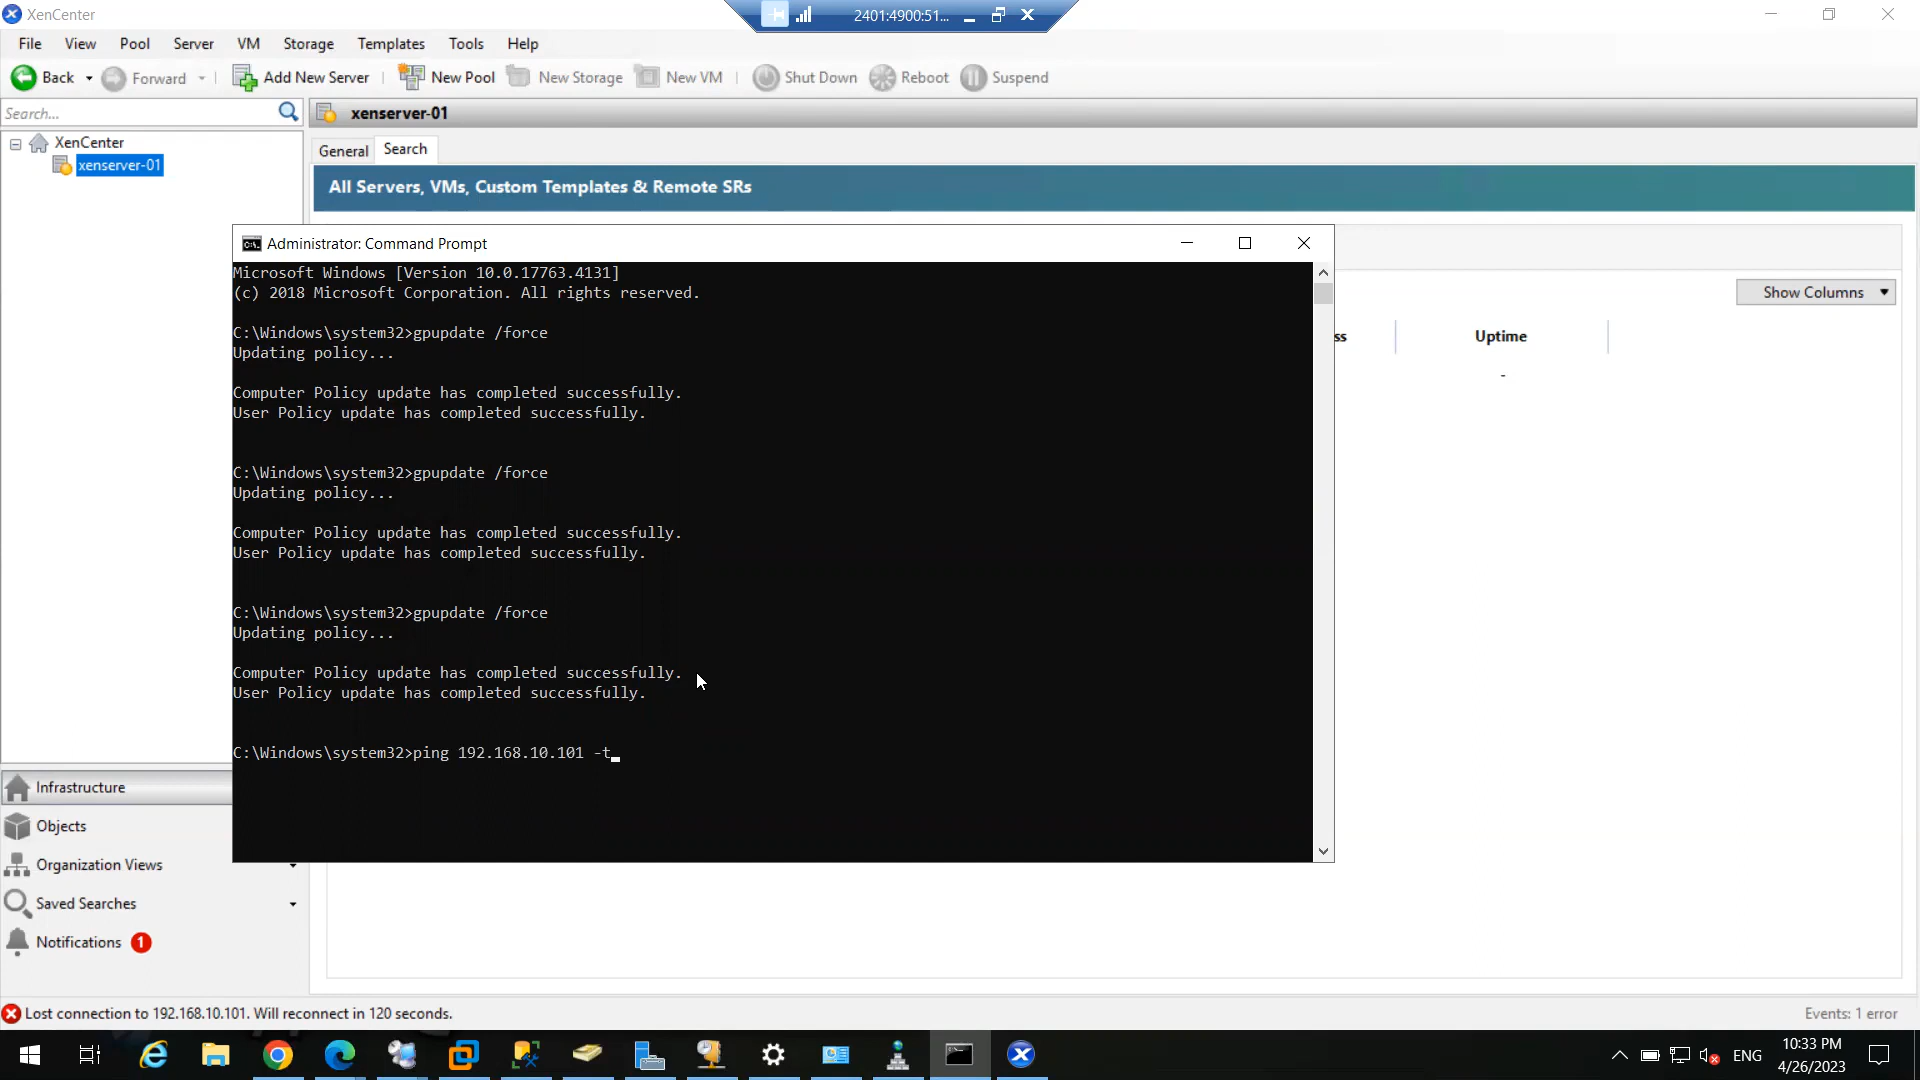 XenCenter
2401:4900:51...
File View Pool Server VM Storage Templates Tools Help
Back Forward Add New Server New Pool New Storage New VM Shut Down Reboot Suspend
Search...
xenserver-01
XenCenter
xenserver-01
General Search
All Servers, VMs, Custom Templates & Remote SRs
Show Columns
ss Uptime
-
Administrator: Command Prompt
Microsoft Windows [Version 10.0.17763.4131]
(c) 2018 Microsoft Corporation. All rights reserved.
C:\Windows\system32>gpupdate /force
Updating policy...
Computer Policy update has completed successfully.
User Policy update has completed successfully.
C:\Windows\system32>gpupdate /force
Updating policy...
Computer Policy update has completed successfully.
User Policy update has completed successfully.
C:\Windows\system32>gpupdate /force
Updating policy...
Computer Policy update has completed successfully.
User Policy update has completed successfully.
C:\Windows\system32>ping 192.168.10.101 -t
Infrastructure
Objects
Organization Views
Saved Searches
Notifications 1
Lost connection to 192.168.10.101. Will reconnect in 120 seconds.
Events: 1 error
ENG
10:33 PM
4/26/2023